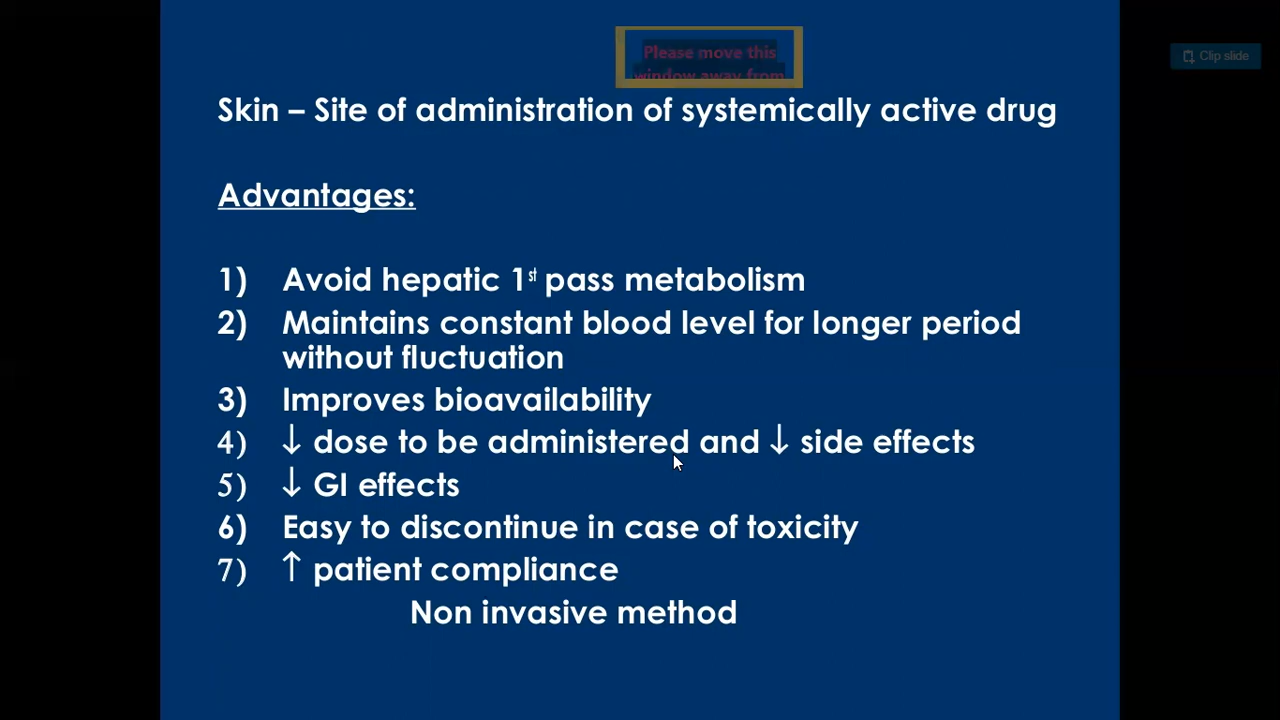 Please move this
window away from
Clip slide
Skin – Site of administration of systemically active drug
Advantages:
1) Avoid hepatic 1st pass metabolism
2) Maintains constant blood level for longer period
without fluctuation
3) Improves bioavailability
4) ↓ dose to be administered and ↓ side effects
5) ↓ GI effects
6) Easy to discontinue in case of toxicity
7) ↑ patient compliance
Non invasive method